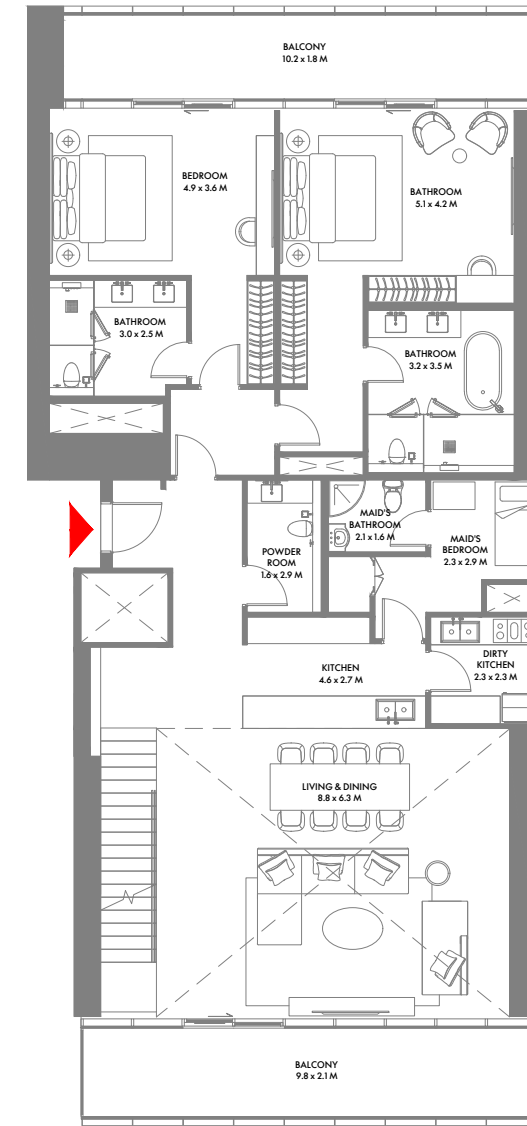 BALCONY
10.2 x 1.8 M
BEDROOM
4.9 x 3.6 M
BATHROOM
5.1 x 4.2 M
BATHROOM
3.0 x 2.5 M
BATHROOM
3.2 x 3.5 M
MAID'S
BATHROOM
2.1 x 1.6 M
MAID'S
BEDROOM
2.3 x 2.9 M
POWDER
ROOM
1.6 x 2.9 M
KITCHEN
4.6 x 2.7 M
DIRTY
KITCHEN
2.3 x 2.3 M
LIVING & DINING
8.8 x 6.3 M
BALCONY
9.8 x 2.1 M